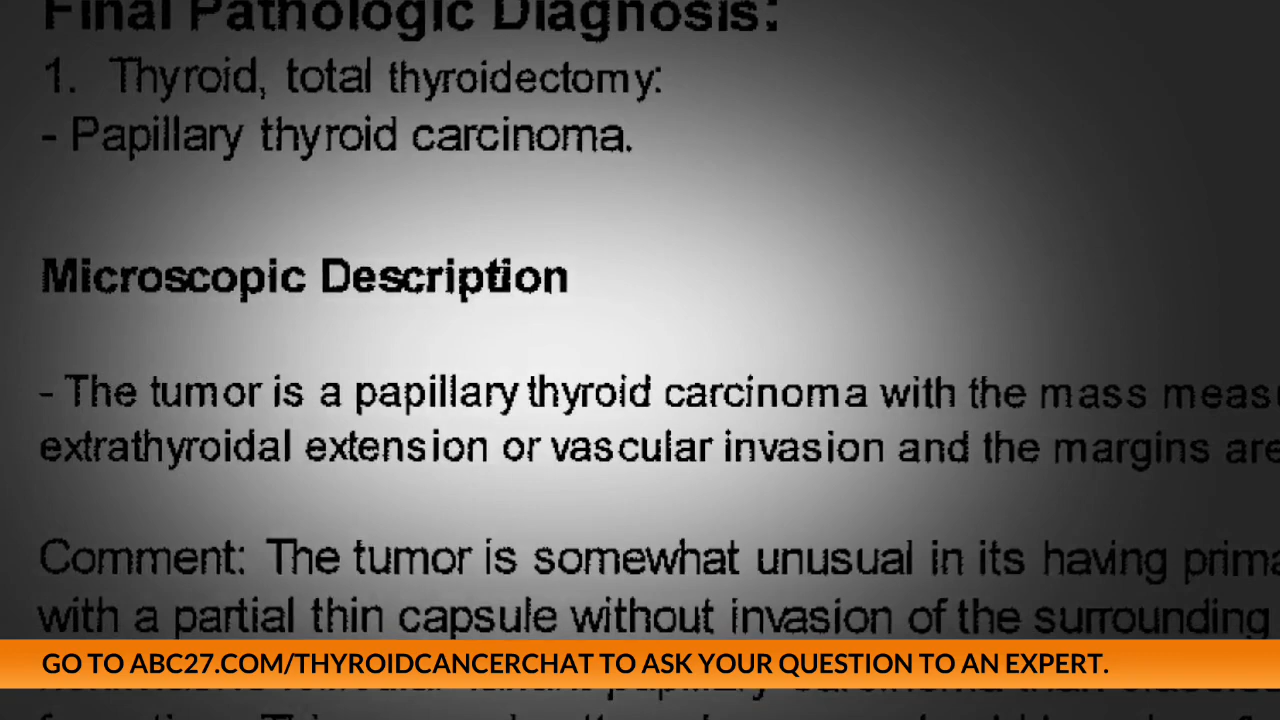 Final Pathologic Diagnosis:
1. Thyroid, total thyroidectomy:
- Papillary thyroid carcinoma.
Microscopic Description
- The tumor is a papillary thyroid carcinoma with the mass
extrathyroidal extension or vascular invasion and the margins are
Comment: The tumor is somewhat unusual in its having
with a partial thin capsule without invasion of the surrounding
GO TO ABC27.COM/THYROIDCANCERCHAT TO ASK YOUR QUESTION TO AN EXPERT.